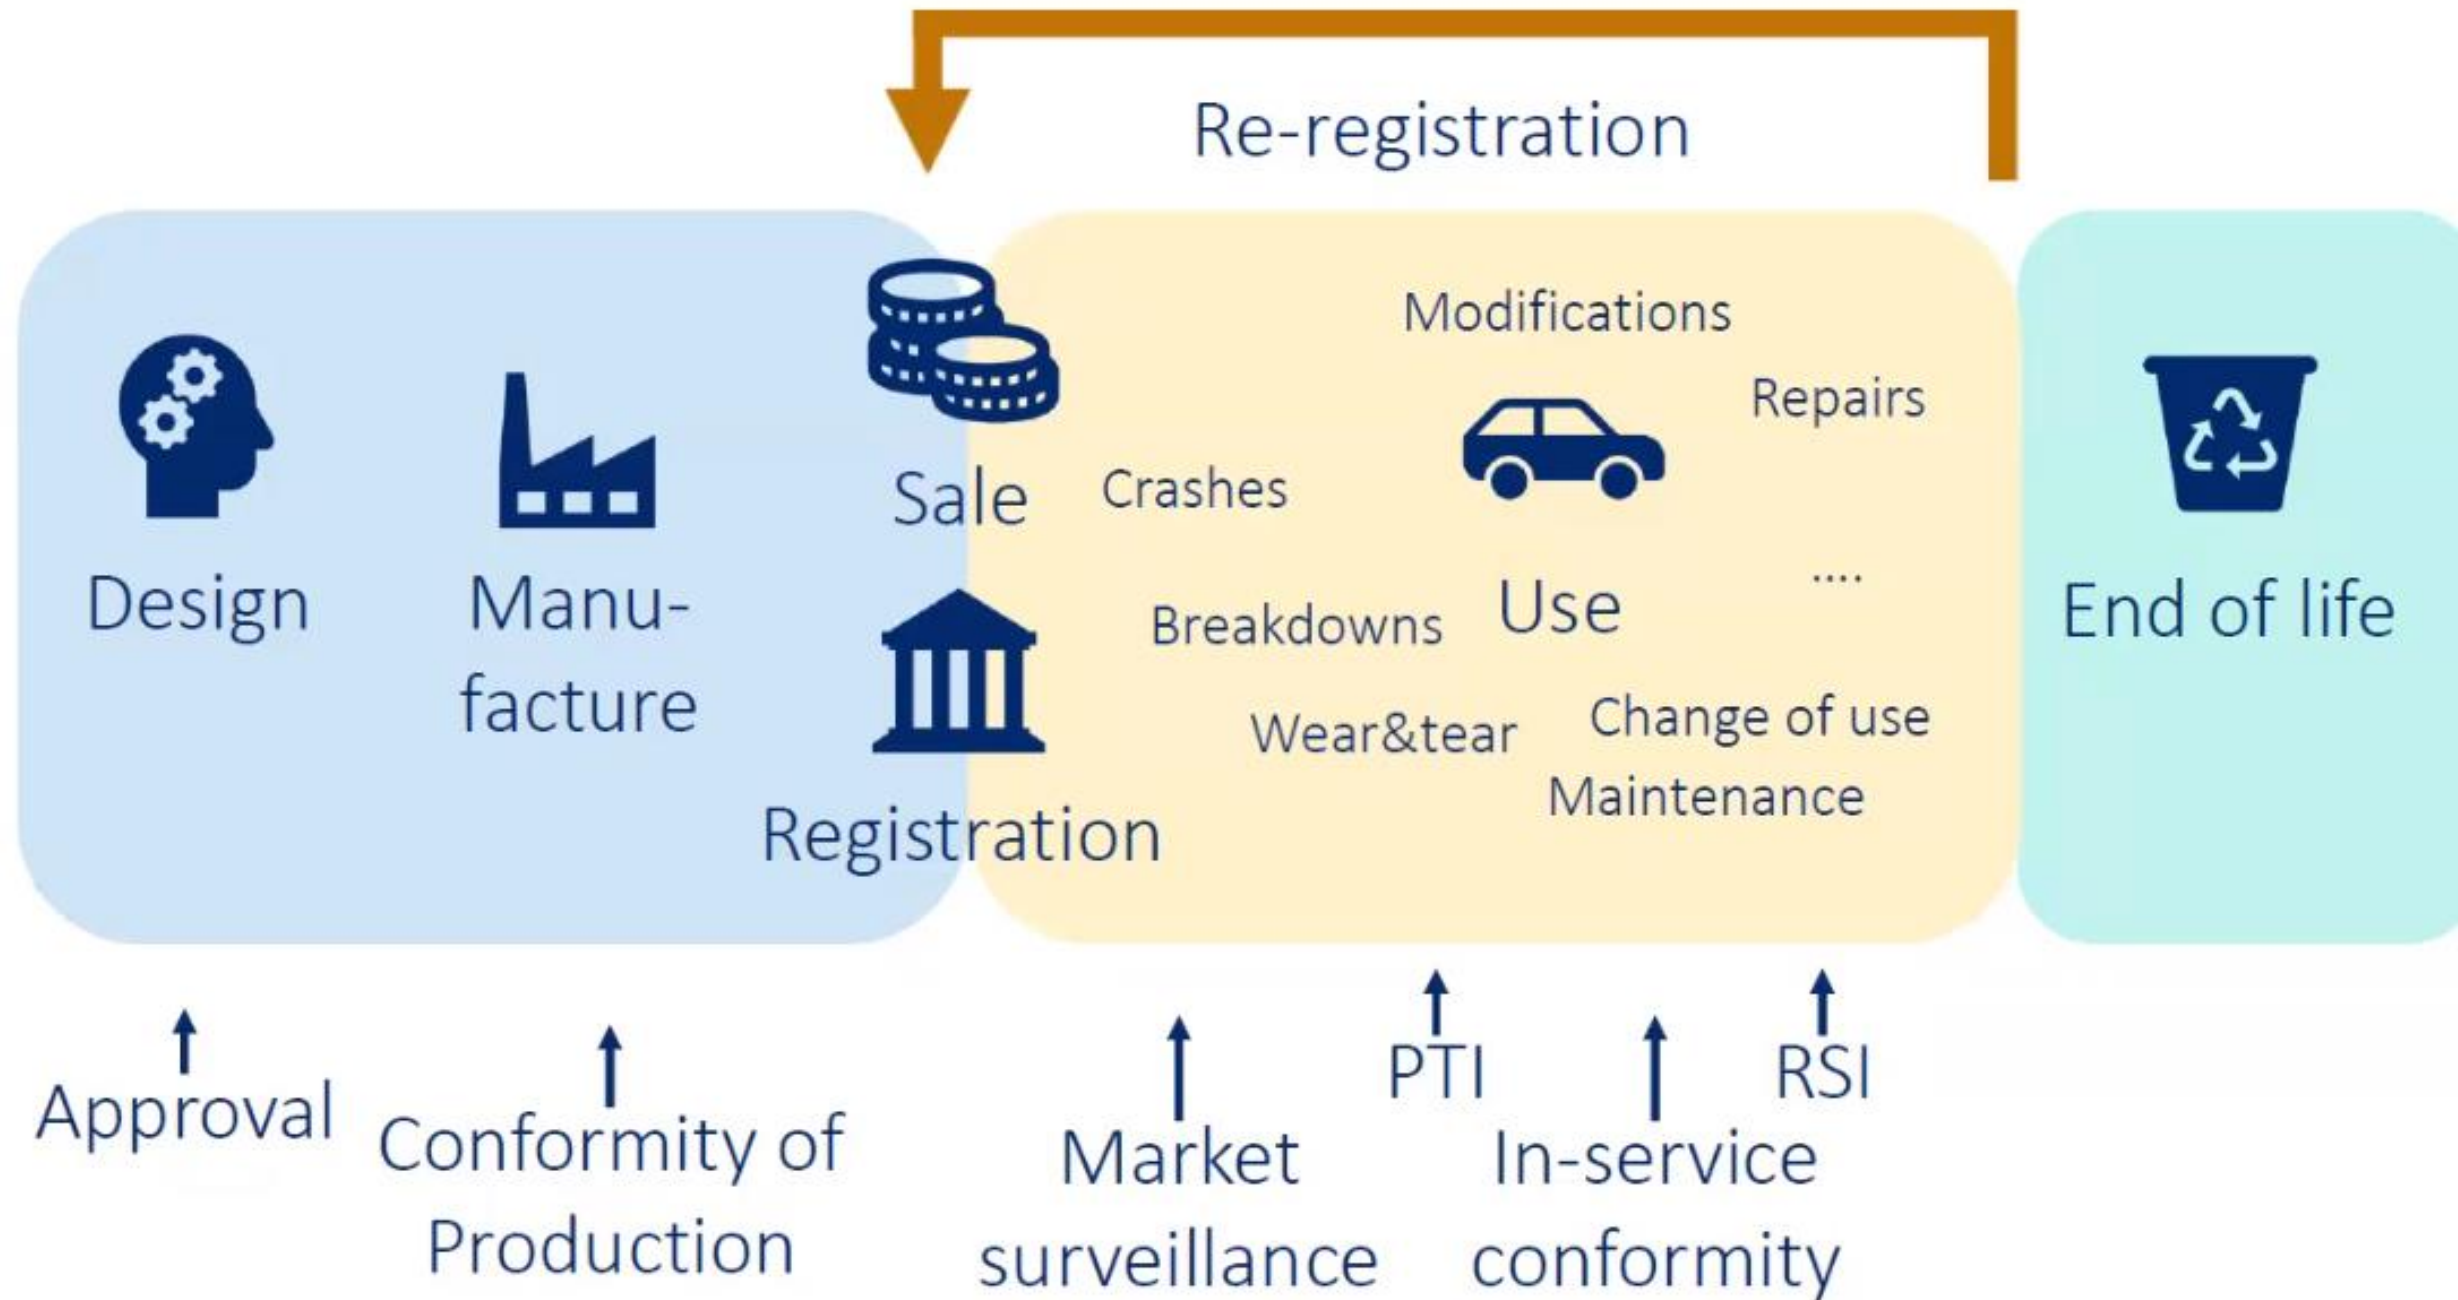 Re-registration
Modifications
Repairs
Sale
Crashes
Design
Manu-
facture
....
Use
End of life
Breakdowns
Wear&tear
Change of use
Maintenance
Registration
Approval
Conformity of
Production
Market
surveillance
PTI
In-service
conformity
RSI